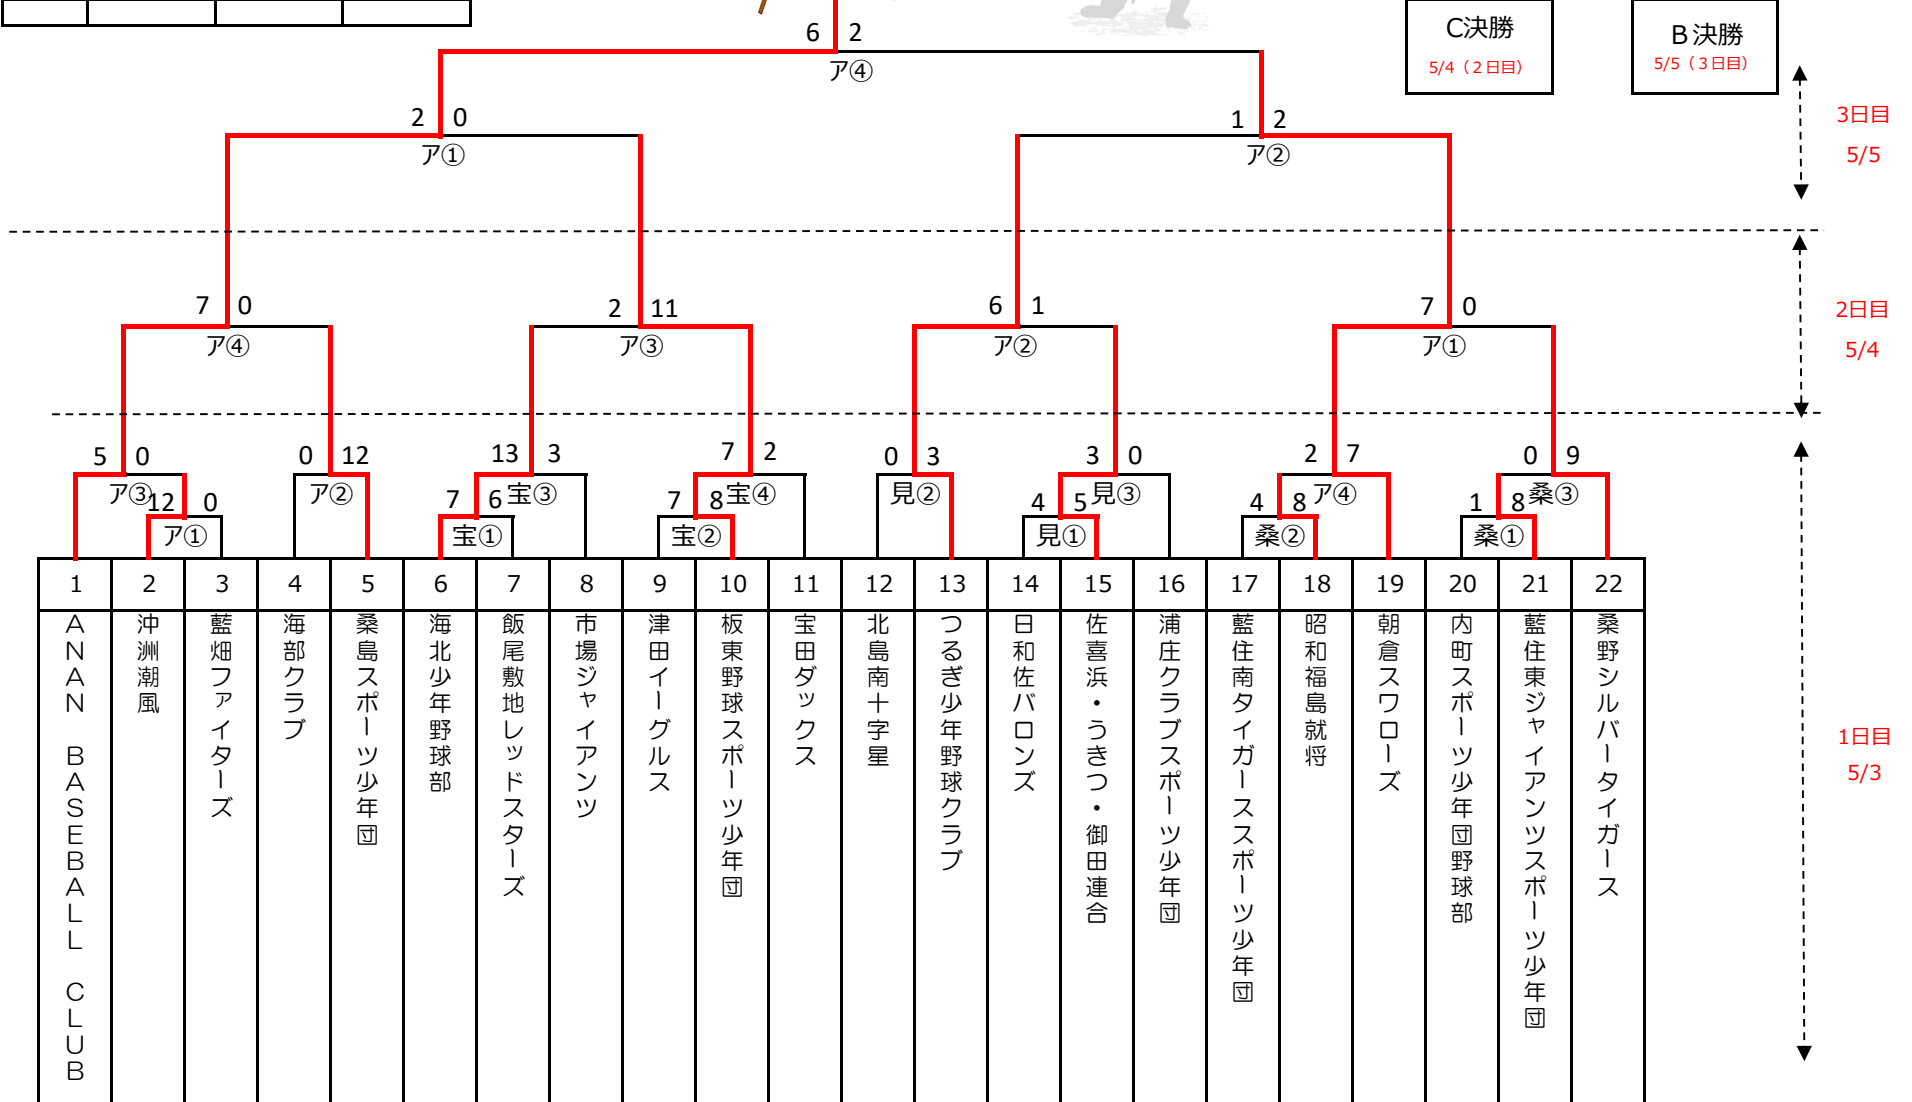 C決勝
5/4（2日目）
B決勝
5/5（3日目）
6 2
ア④
2 0
ア①
1 2
ア②
3日目
5/5
7 0
ア④
2 11
ア③
6 1
ア②
7 0
ア①
2日目
5/4
5 0
ア③
0 12
ア②
13 3
宝③
7 2
宝④
0 3
見②
3 0
見③
2 7
ア④
0 9
桑③
12 0
ア①
7 6
宝①
7 8
宝②
4 5
見①
4 8
桑②
1 8
桑①
1 2 3 4 5 6 7 8 9 10 11 12 13 14 15 16 17 18 19 20 21 22
ANAN BASEBALL CLUB
沖洲潮風
藍畑ファイターズ
海部クラブ
桑島スポーツ少年団
海北少年野球部
飯尾敷地レッドスターズ
市場ジャイアンツ
津田イーグルス
板東野球スポーツ少年団
宝田ダックス
北島南十字星
つるぎ少年野球クラブ
日和佐バロンズ
佐喜浜・うきつ・御田連合
浦庄クラブスポーツ少年団
藍住南タイガーススポーツ少年団
昭和福島就将
朝倉スワローズ
内町スポーツ少年団野球部
藍住東ジャイアンツスポーツ少年団
桑野シルバータイガース
1日目
5/3